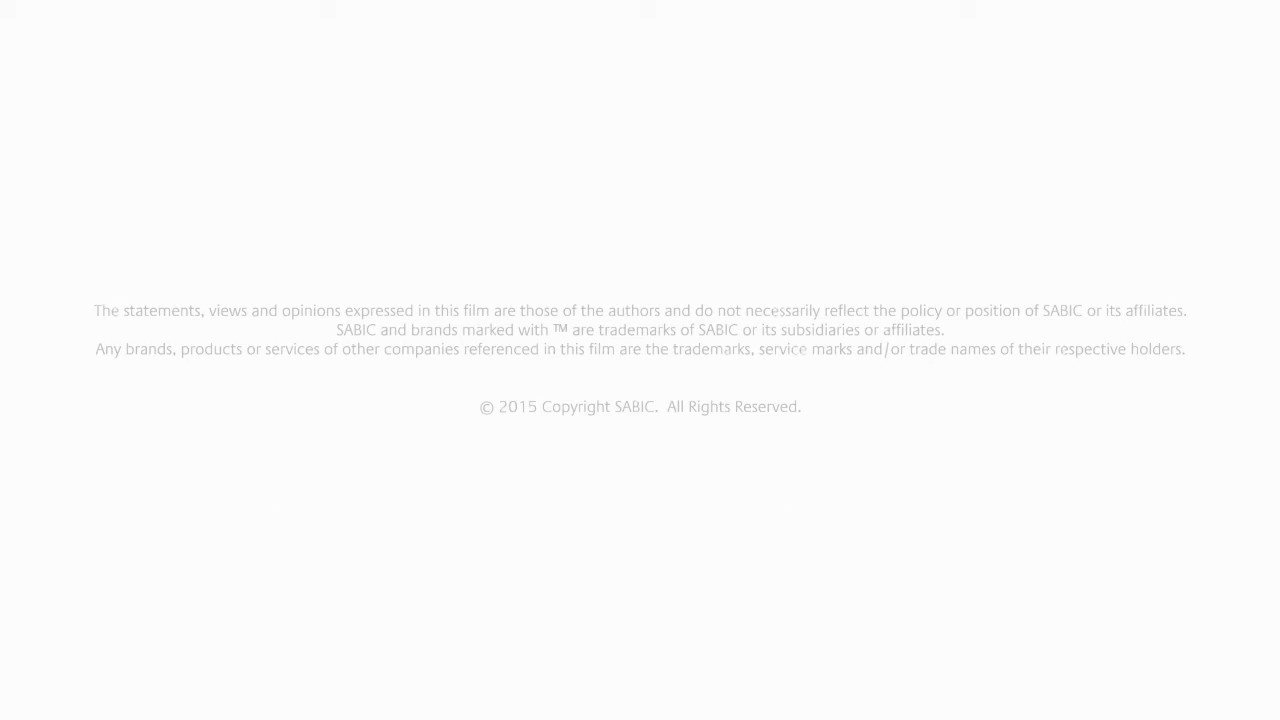 The statements, views and opinions expressed in this film are those of the authors and do not necessarily reflect the policy or position of SABIC or its affiliates.
SABIC and brands marked with ™ are trademarks of SABIC or its subsidiaries or affiliates.
Any brands, products or services of other companies referenced in this film are the trademarks, service marks and/or trade names of their respective holders.
© 2015 Copyright SABIC.  All Rights Reserved.